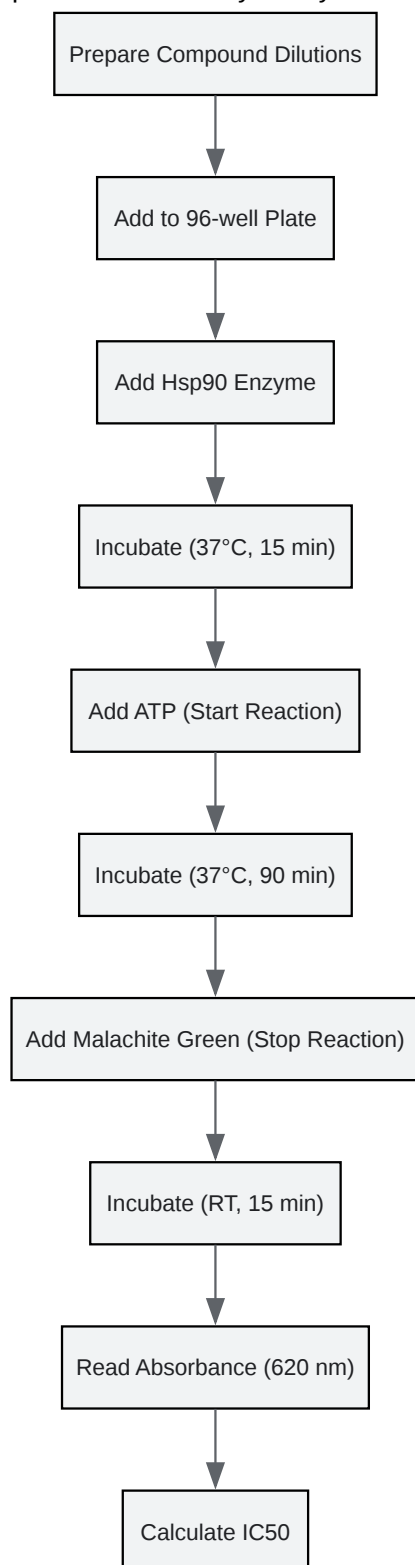 Prepare Compound Dilutions
Add to 96-well Plate
Add Hsp90 Enzyme
Incubate (37°C, 15 min)
Add ATP (Start Reaction)
Incubate (37°C, 90 min)
Add Malachite Green (Stop Reaction)
Incubate (RT, 15 min)
Read Absorbance (620 nm)
Calculate IC50